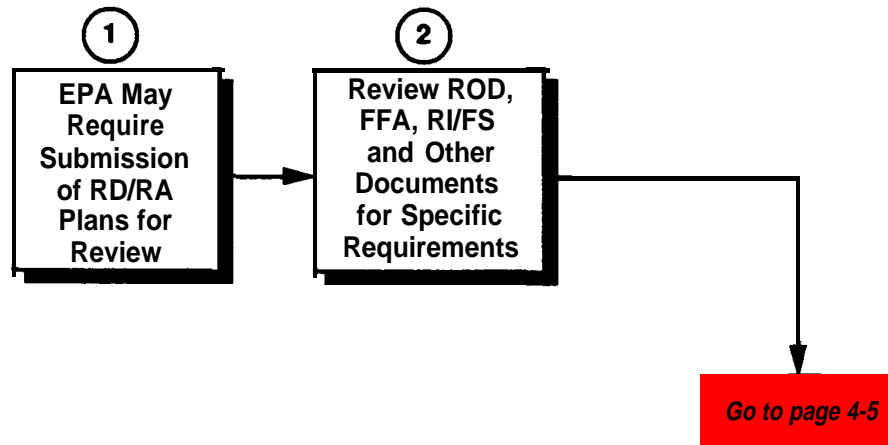 1
EPA May
Require
Submission
of RD/RA
Plans for
Review
2
Review ROD,
FFA, RI/FS
and Other
Documents
for Specific
Requirements
Go to page 4-5